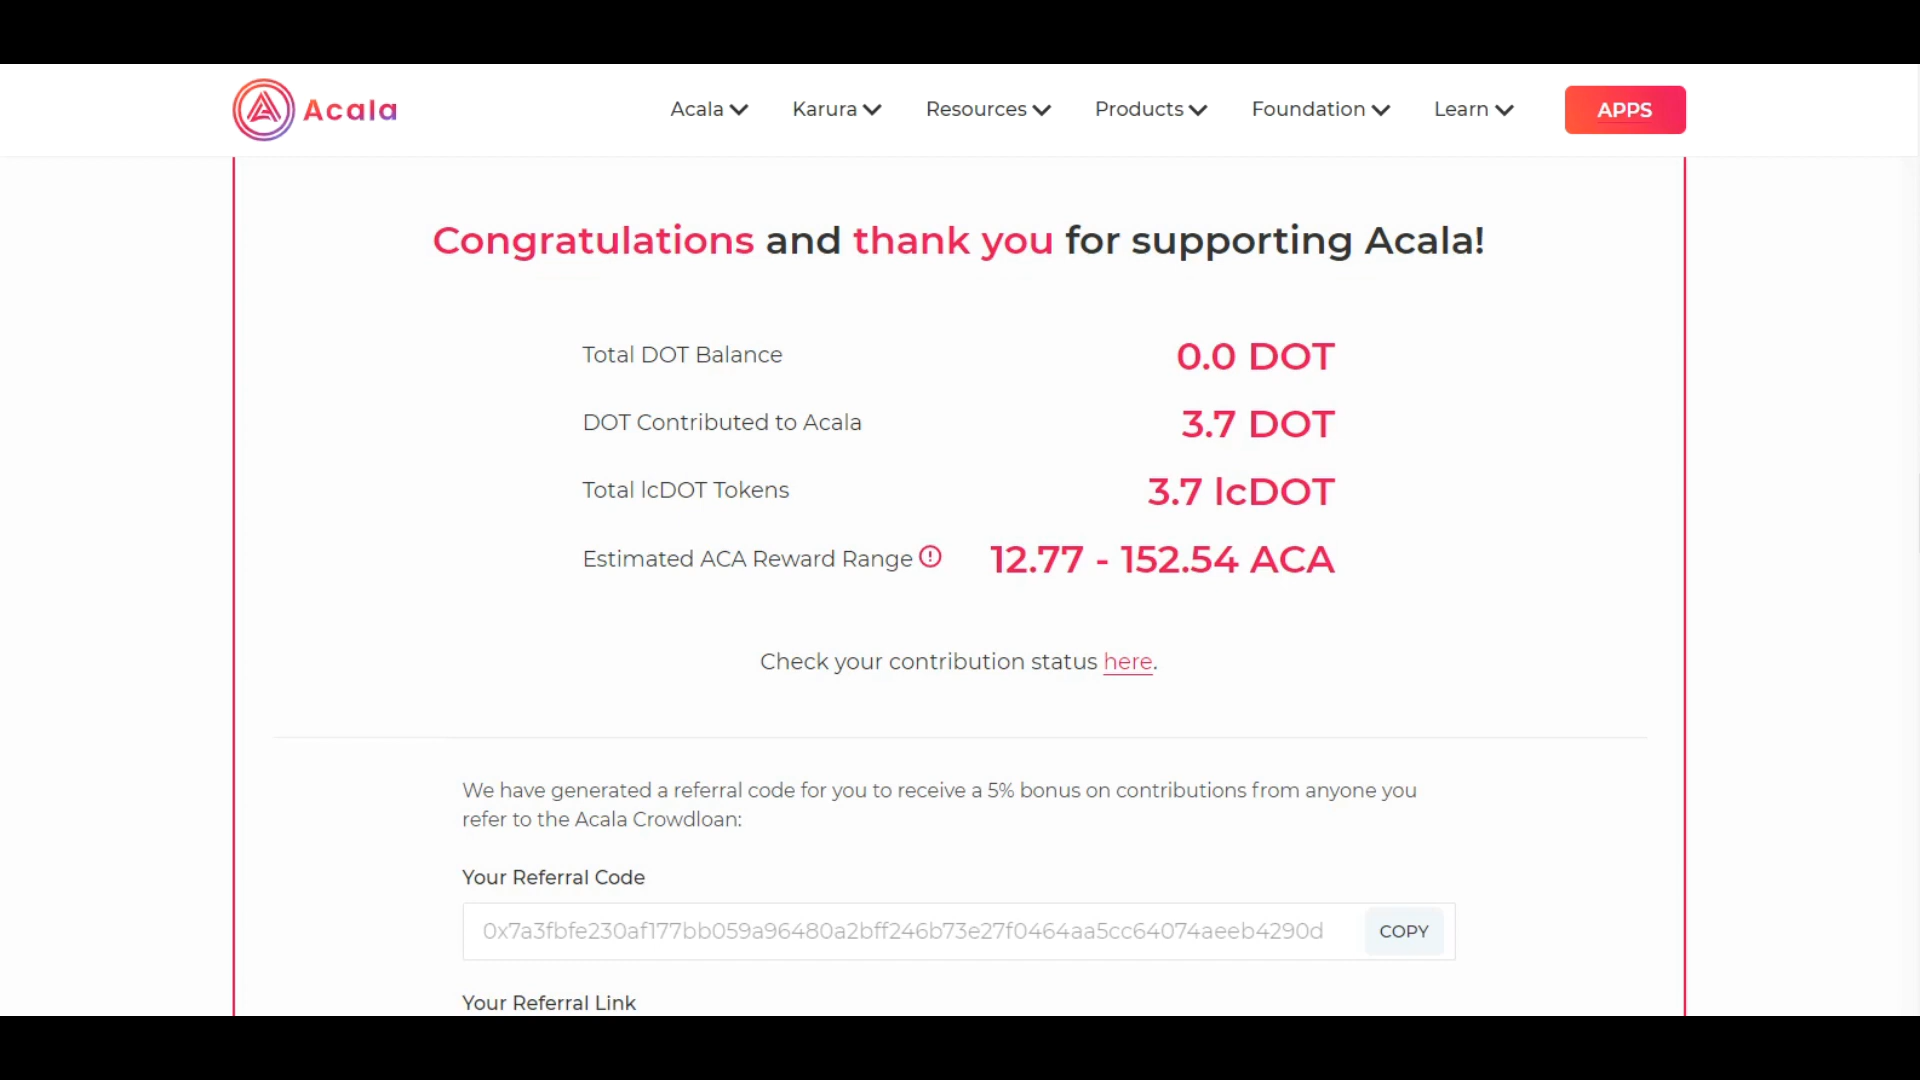 Acala
Acala Karura Resources Products Foundation Learn APPS
Congratulations and thank you for supporting Acala!
Total DOT Balance 0.0 DOT
DOT Contributed to Acala 3.7 DOT
Total lcDOT Tokens 3.7 lcDOT
Estimated ACA Reward Range 12.77 - 152.54 ACA
Check your contribution status here.
We have generated a referral code for you to receive a 5% bonus on contributions from anyone you
refer to the Acala Crowdloan:
Your Referral Code
0x7a3fbfe230af177bb059a96480a2bff246b73e27f0464aa5cc64074aeeb4290d COPY
Your Referral Link